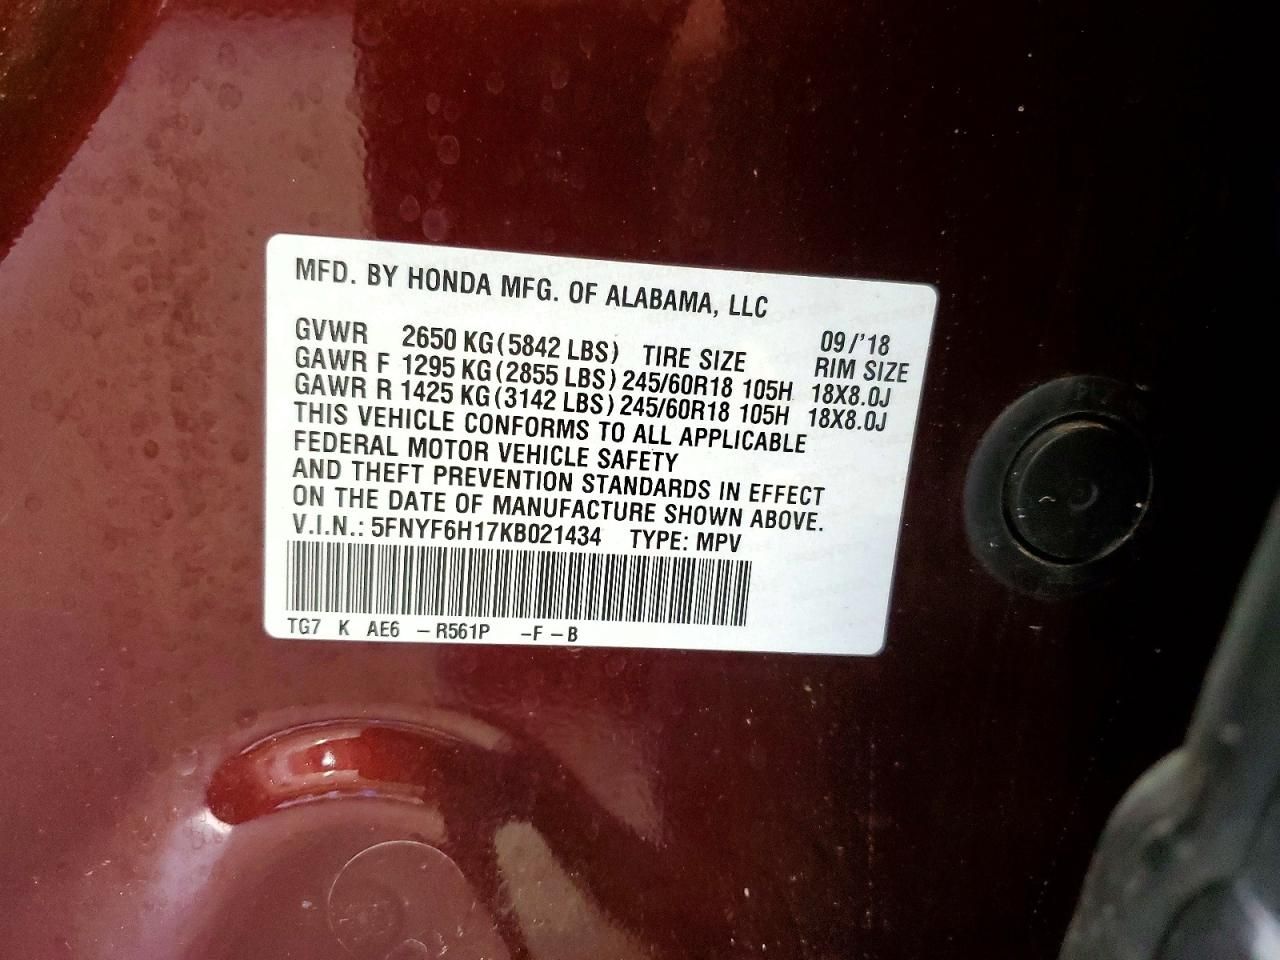 MFD. BY HONDA MFG. OF ALABAMA, LLC
09/'18
GVWR 2650 KG(5842 LBS) TIRE SIZE RIM SIZE
GAWR F 1295 KG(2855 LBS) 245/60R18 105H 18X8.0J
GAWR R 1425 KG(3142 LBS) 245/60R18 105H 18X8.0J
THIS VEHICLE CONFORMS TO ALL APPLICABLE
FEDERAL MOTOR VEHICLE SAFETY
AND THEFT PREVENTION STANDARDS IN EFFECT
ON THE DATE OF MANUFACTURE SHOWN ABOVE.
V.I.N.: 5FNYF6H17KB021434 TYPE: MPV
TG7 K AE6 -R561P -F-B